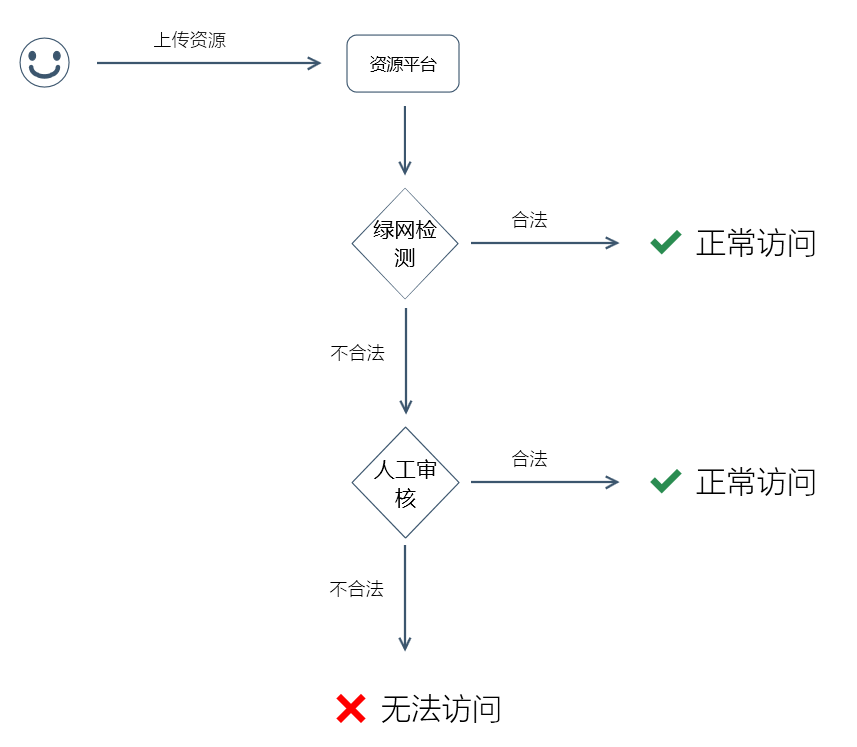 上传资源
资源平台
绿网检
测
合法
正常访问
不合法
人工审
核
合法
正常访问
不合法
无法访问